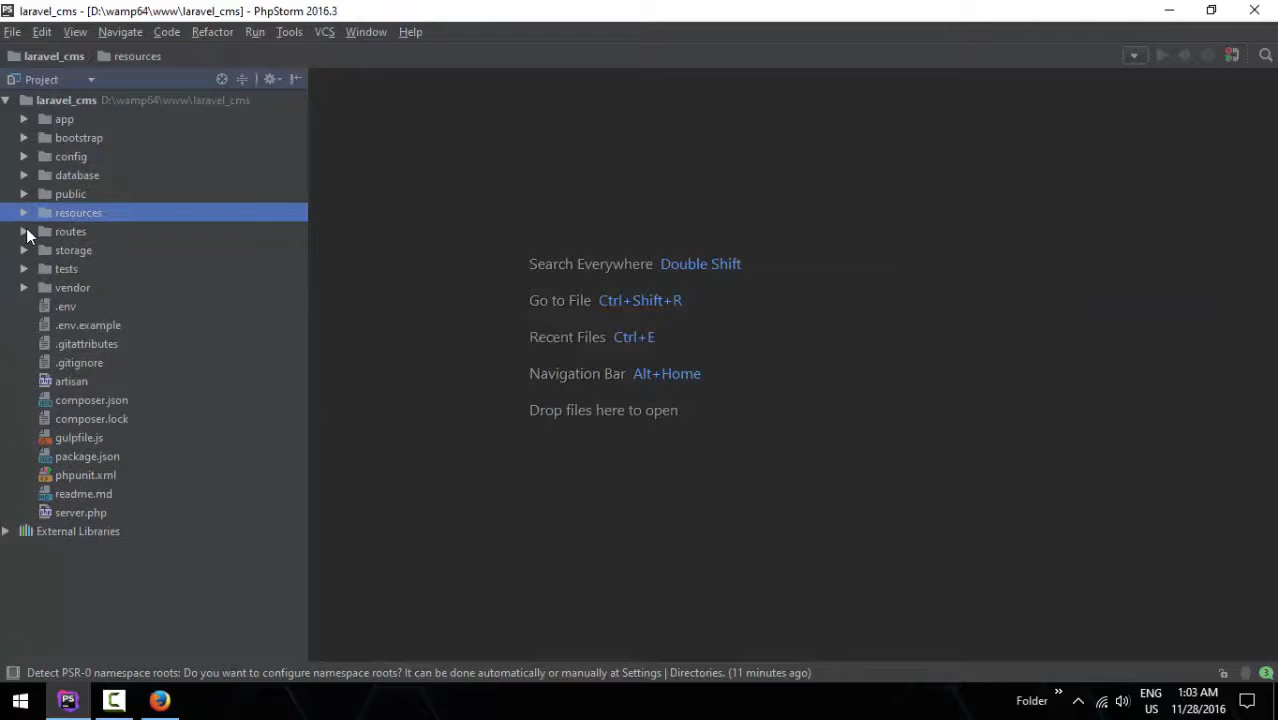 laravel_cms - [D:\wamp64\www\laravel_cms] - PhpStorm 2016.3
File Edit View Navigate Code Refactor Run Tools VCS Window Help
laravel_cms resources
Project
laravel_cms D:\wamp64\www\laravel_cms
app
bootstrap
config
database
public
resources
routes
storage
tests
vendor
.env
.env.example
.gitattributes
.gitignore
artisan
composer.json
composer.lock
gulpfile.js
package.json
phpunit.xml
readme.md
server.php
External Libraries
Search Everywhere Double Shift
Go to File Ctrl+Shift+R
Recent Files Ctrl+E
Navigation Bar Alt+Home
Drop files here to open
Detect PSR-0 namespace roots: Do you want to configure namespace roots? It can be done automatically or manually at Settings | Directories. (11 minutes ago)
3
PS
Folder
ENG
US
1:03 AM
11/28/2016